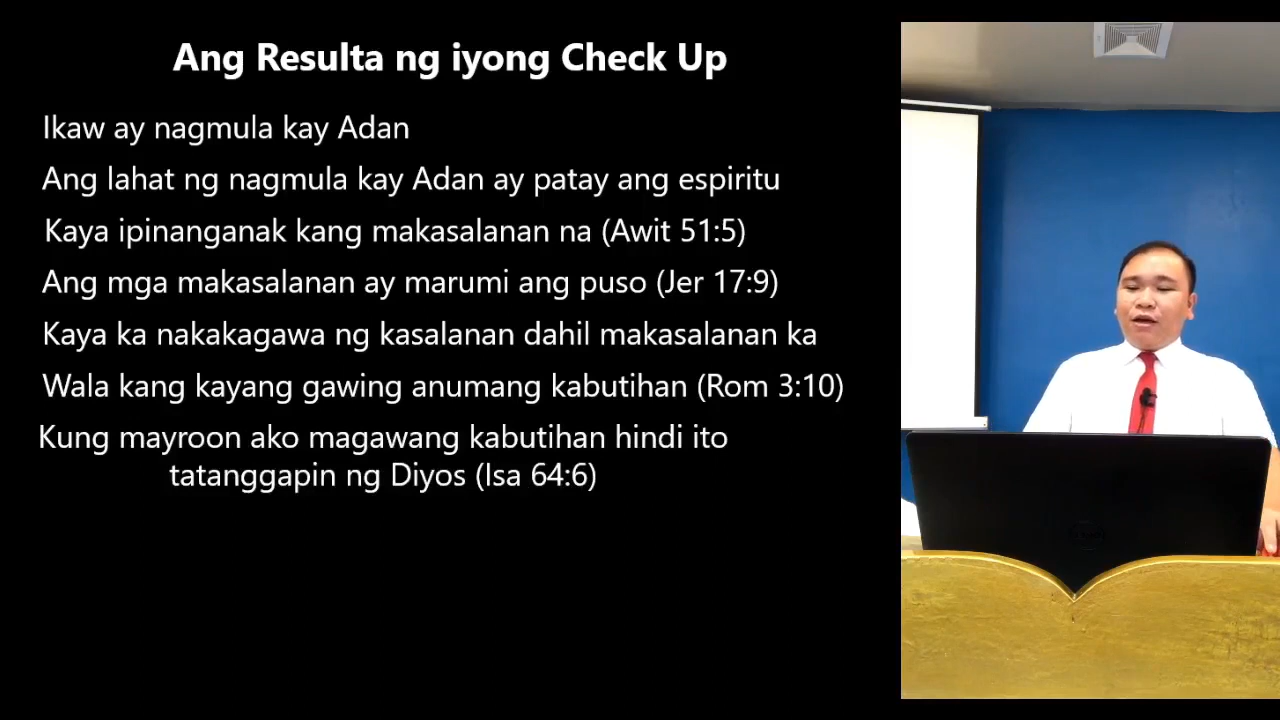 Ang Resulta ng iyong Check Up
Ikaw ay nagmula kay Adan
Ang lahat ng nagmula kay Adan ay patay ang espiritu
Kaya ipinanganak kang makasalanan na (Awit 51:5)
Ang mga makasalanan ay marumi ang puso (Jer 17:9)
Kaya ka nakakagawa ng kasalanan dahil makasalanan ka
Wala kang kayang gawing anumang kabutihan (Rom 3:10)
Kung mayroon ako magawang kabutihan hindi ito
tatanggapin ng Diyos (Isa 64:6)